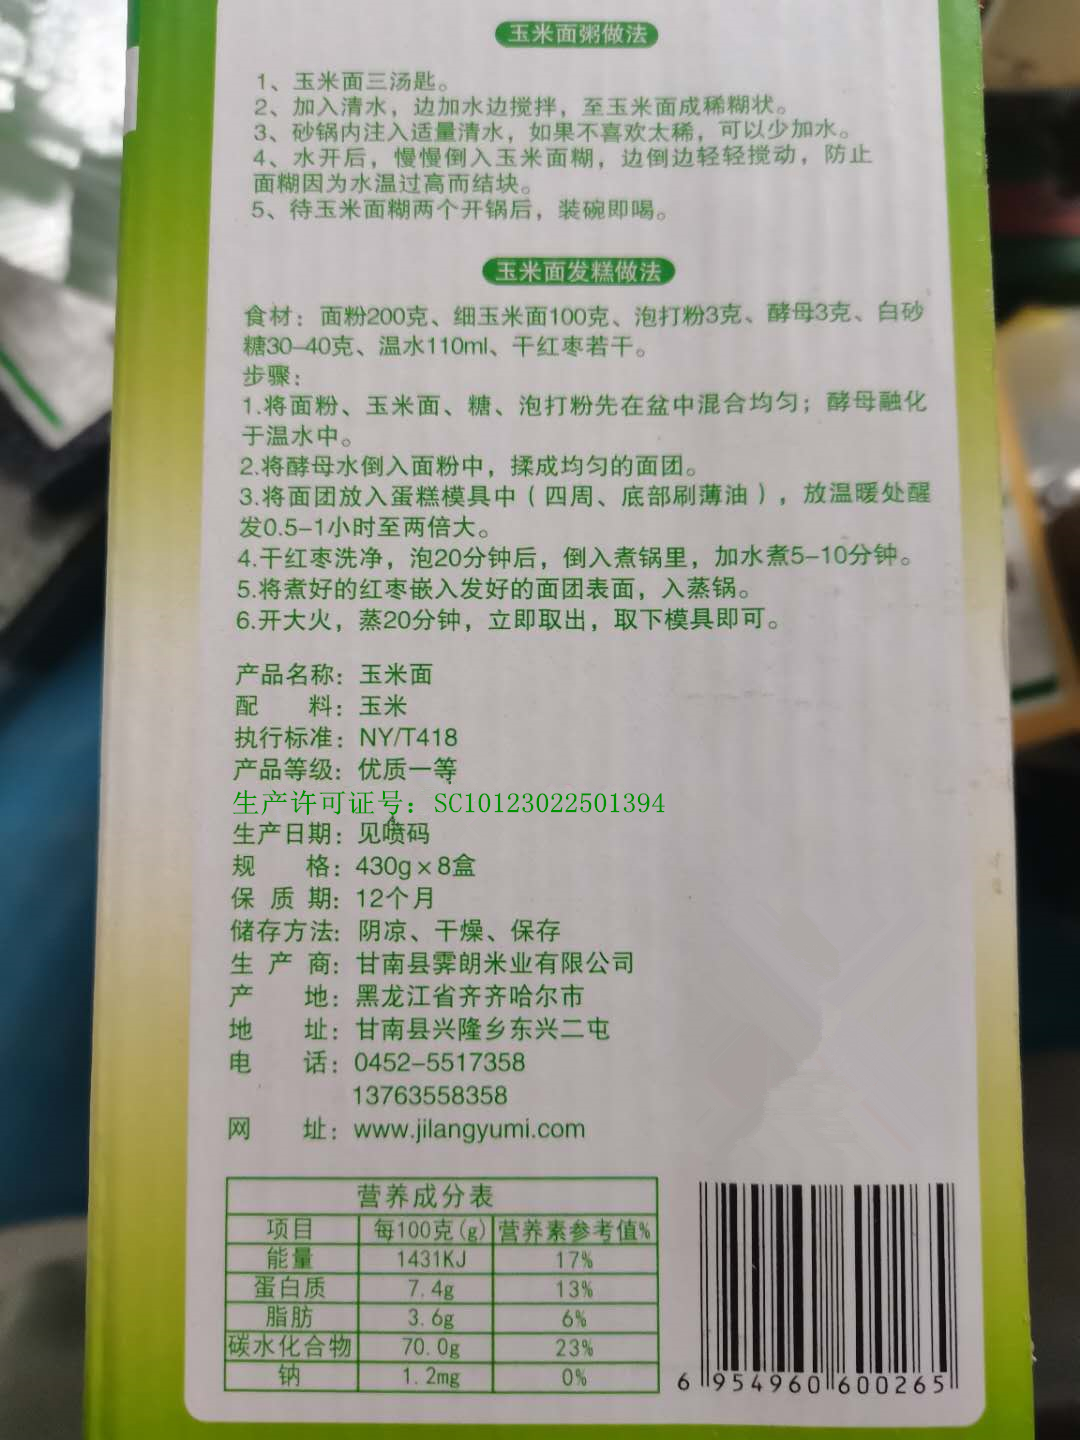 玉米面粥做法
1、玉米面三汤匙。
2、加入清水，边加水边搅拌，至玉米面成稀糊状。
3、砂锅内注入适量清水，如果不喜欢太稀，可以少加水。
4、水开后，慢慢倒入玉米面糊，边倒边轻轻搅动，防止
面糊因为水温过高而结块。
5、待玉米面糊两个开锅后，装碗即喝。
玉米面发糕做法
食材：面粉200克、细玉米面100克、泡打粉3克、酵母3克、白砂
糖30-40克、温水110ml、干红枣若干。
步骤：
1.将面粉、玉米面、糖、泡打粉先在盆中混合均匀；酵母融化
于温水中。
2.将酵母水倒入面粉中，揉成均匀的面团。
3.将面团放入蛋糕模具中（四周、底部刷薄油），放温暖处醒
发0.5-1小时至两倍大。
4.干红枣洗净，泡20分钟后，倒入煮锅里，加水煮5-10分钟。
5.将煮好的红枣嵌入发好的面团表面，入蒸锅。
6.开大火，蒸20分钟，立即取出，取下模具即可。
产品名称：玉米面
配 料：玉米
执行标准：NY/T418
产品等级：优质一等
生产许可证号：SC10123022501394
生产日期：见喷码
规 格：430g×8盒
保 质 期：12个月
储存方法：阴凉、干燥、保存
生 产 商：甘南县霁朗米业有限公司
产 地：黑龙江省齐齐哈尔市
地 址：甘南县兴隆乡东兴二屯
电 话：0452-5517358
13763558358
网 址：www.jilangyumi.com
营养成分表
项目 每100克(g) 营养素参考值%
能量 1431KJ 17%
蛋白质 7.4g 13%
脂肪 3.6g 6%
碳水化合物 70.0g 23%
钠 1.2mg 0%
6 954960 600265